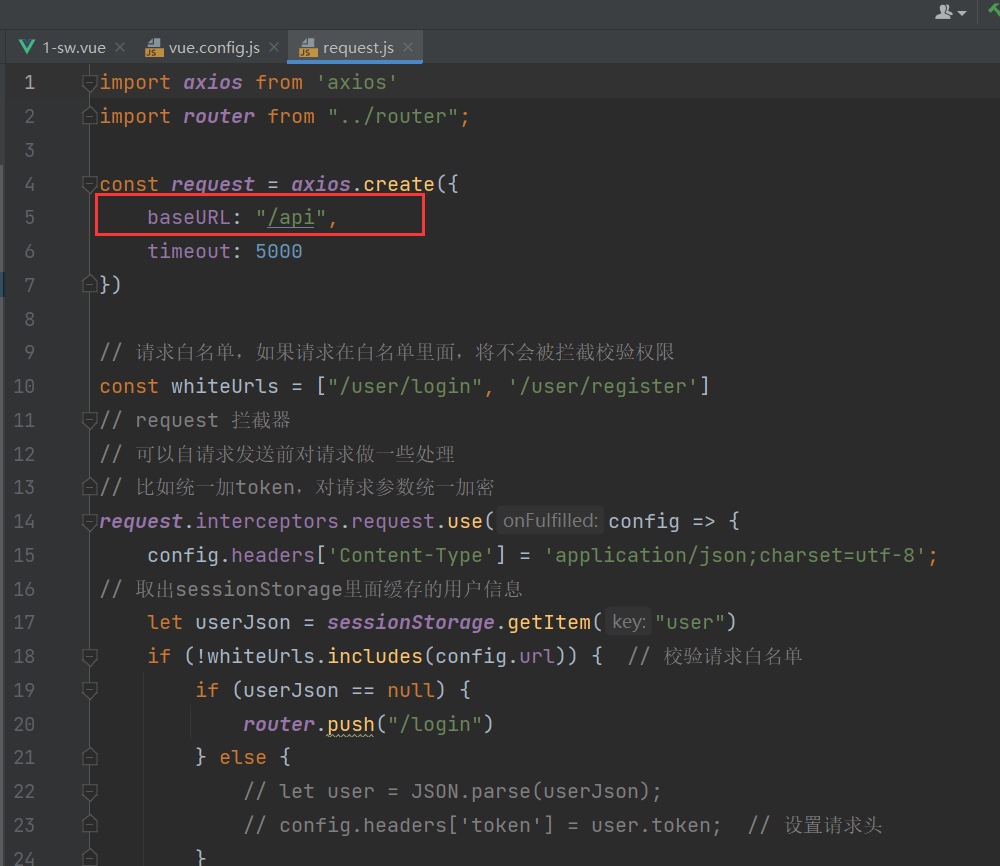 1-sw.vue vue.config.js request.js
1 import axios from 'axios'
2 import router from "../router";
3
4 const request = axios.create({
5     baseURL: "/api",
6     timeout: 5000
7 })
8
9 // 请求白名单，如果请求在白名单里面，将不会被拦截校验权限
10 const whiteUrls = ["/user/login", '/user/register']
11 // request 拦截器
12 // 可以自请求发送前对请求做一些处理
13 // 比如统一加token，对请求参数统一加密
14 request.interceptors.request.use( onFulfilled: config => {
15     config.headers['Content-Type'] = 'application/json;charset=utf-8';
16 // 取出sessionStorage里面缓存的用户信息
17     let userJson = sessionStorage.getItem( key: "user")
18     if (!whiteUrls.includes(config.url)) {  // 校验请求白名单
19         if (userJson == null) {
20             router.push("/login")
21         } else {
22             // let user = JSON.parse(userJson);
23             // config.headers['token'] = user.token;  // 设置请求头
24         }